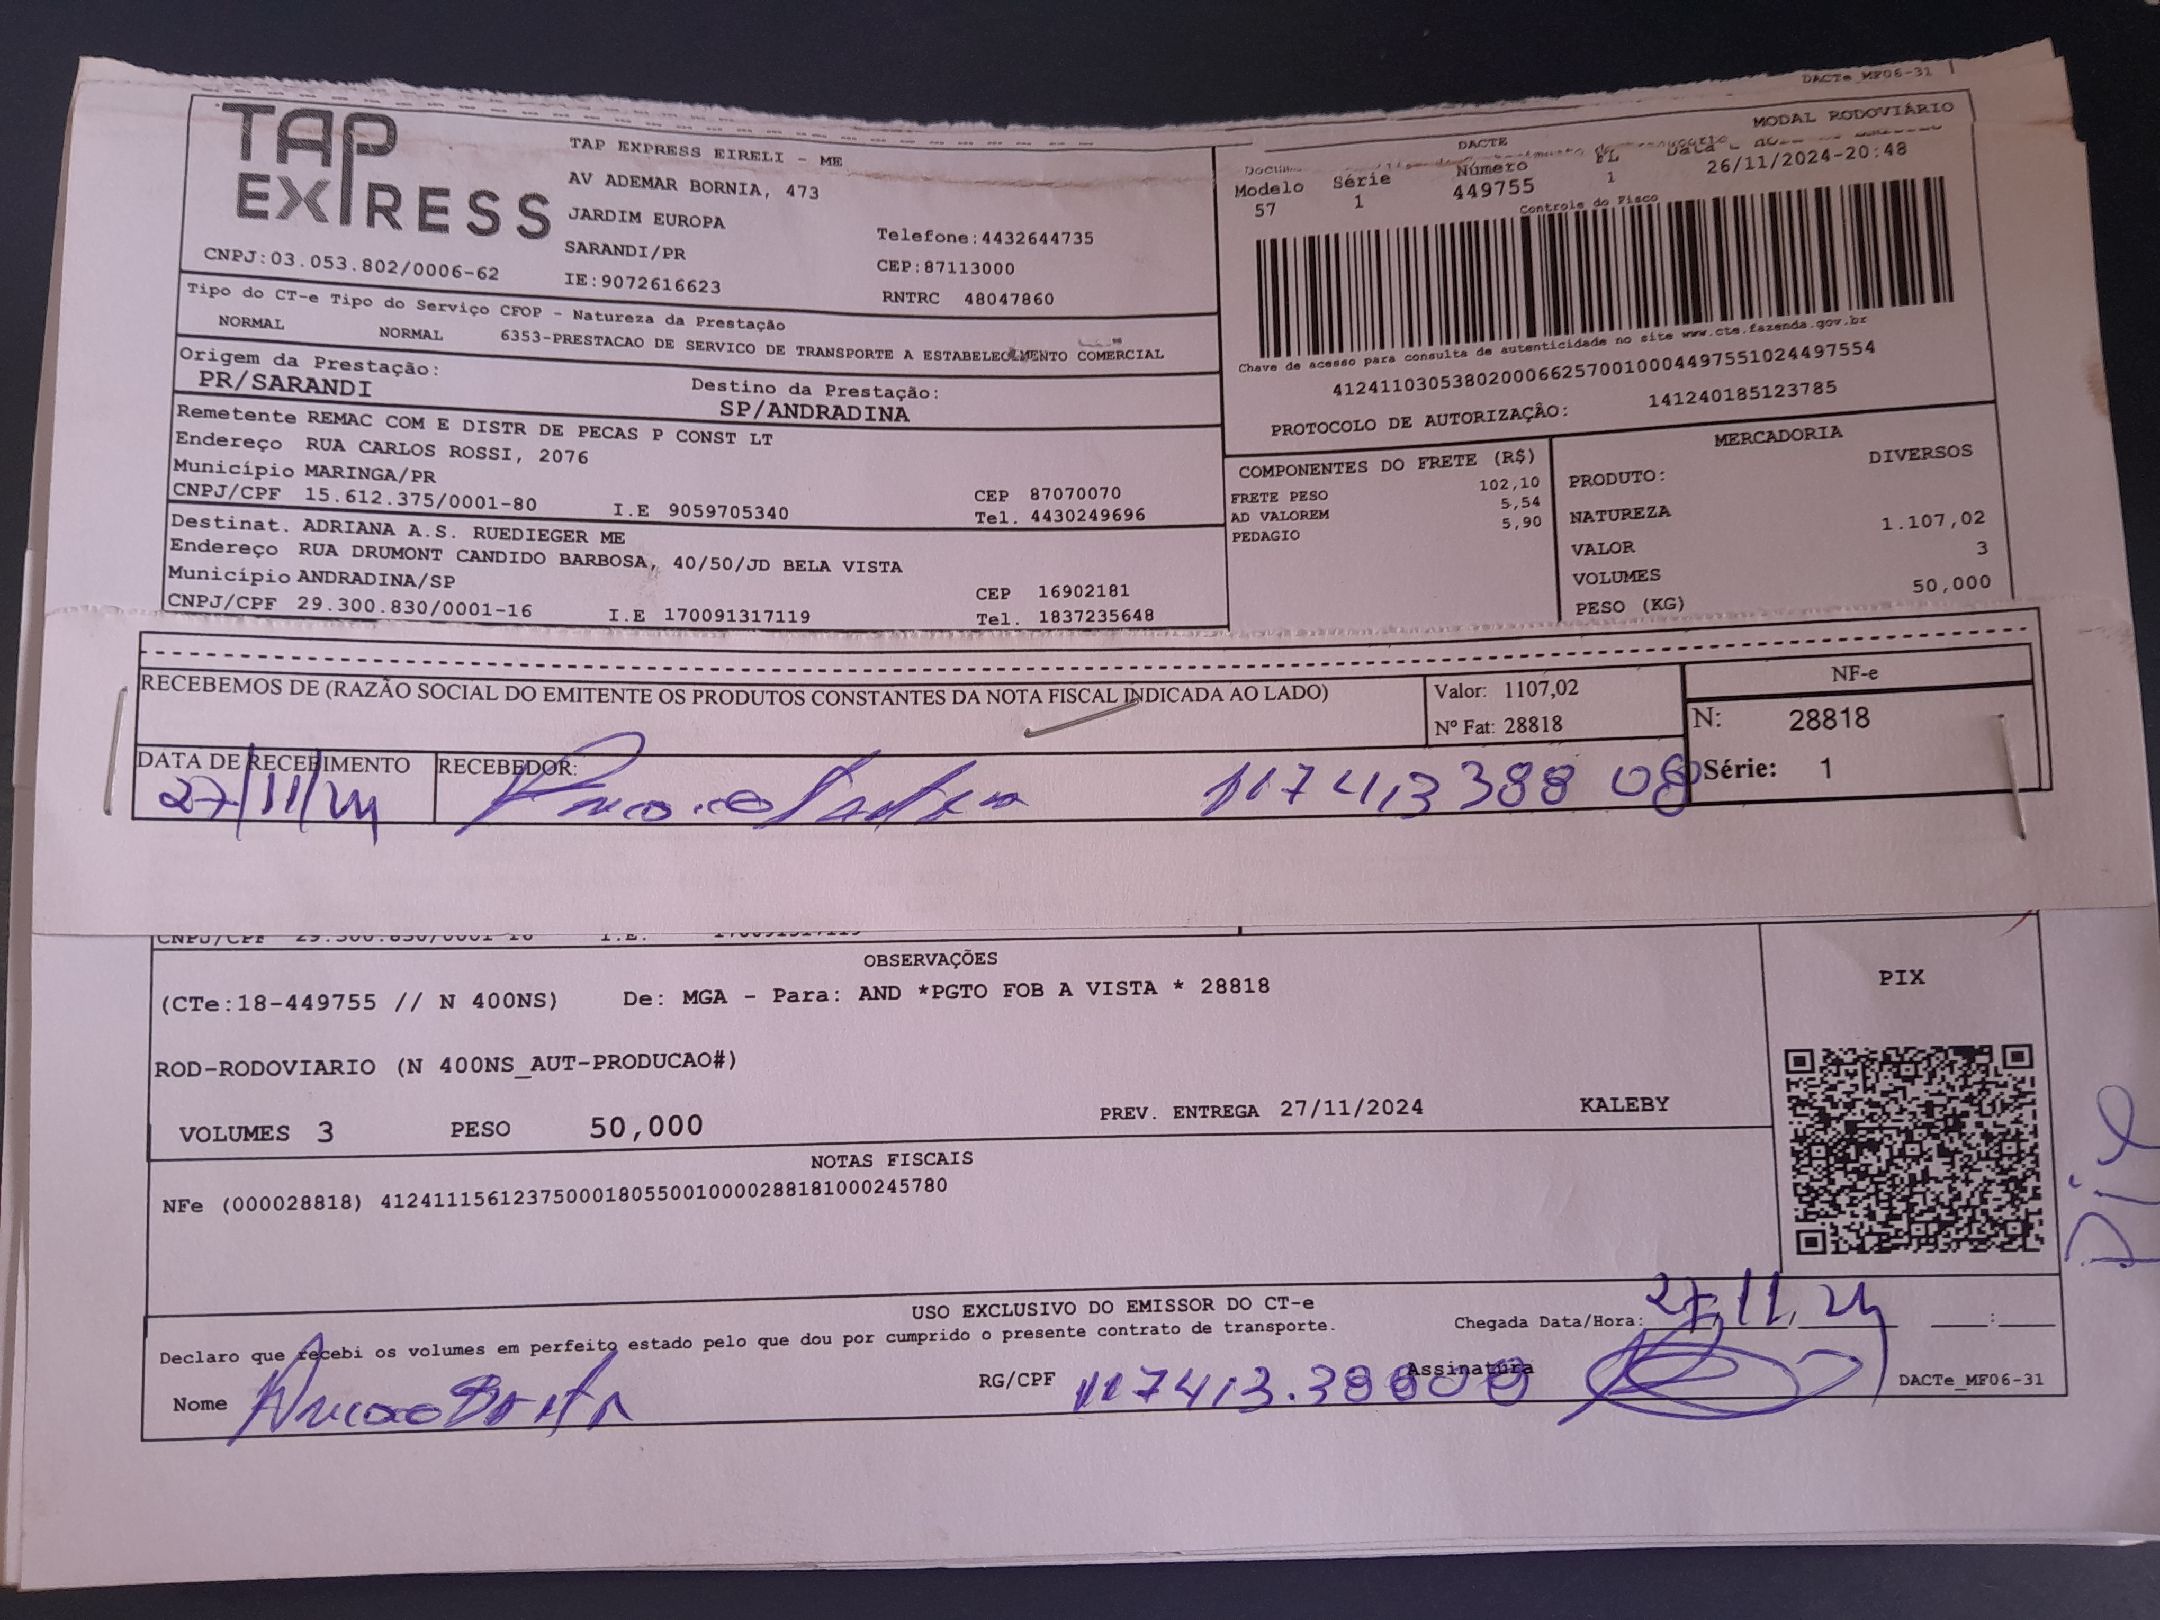 DACTe_MF06-31
TAP
EXPRESS
TAP EXPRESS EIRELI - ME
AV ADEMAR BORNIA, 473
JARDIM EUROPA
SARANDI/PR
IE:9072616623
Telefone:4432644735
CEP:87113000
RNTRC 48047860
CNPJ:03.053.802/0006-62
DACTE
MODAL RODOVIÁRIO
Modelo Série Número FL
57 1 449755 1 26/11/2024-20:48
Controle do Fisco
Chave de acesso para consulta de autenticidade no site www.cte.fazenda.gov.br
PROTOCOLO DE AUTORIZAÇÃO: 141240185123785
Tipo do CT-e Tipo do Serviço CFOP - Natureza da Prestação
NORMAL NORMAL 6353-PRESTACAO DE SERVICO DE TRANSPORTE A ESTABELECIMENTO COMERCIAL
Origem da Prestação: Destino da Prestação:
PR/SARANDI SP/ANDRADINA
Remetente REMAC COM E DISTR DE PECAS P CONST LT
Endereço RUA CARLOS ROSSI, 2076
Município MARINGA/PR CEP 87070070
CNPJ/CPF 15.612.375/0001-80 I.E 9059705340 Tel. 4430249696
Destinat. ADRIANA A.S. RUEDIEGER ME
Endereço RUA DRUMONT CANDIDO BARBOSA, 40/50/JD BELA VISTA
Município ANDRADINA/SP CEP 16902181
CNPJ/CPF 29.300.830/0001-16 I.E 170091317119 Tel. 1837235648
COMPONENTES DO FRETE (R$)
FRETE PESO 102,10
AD VALOREM 5,54
PEDAGIO 5,90
MERCADORIA
PRODUTO: DIVERSOS
NATUREZA
VALOR 1.107,02
VOLUMES 3
PESO (KG) 50,000
RECEBEMOS DE (RAZÃO SOCIAL DO EMITENTE OS PRODUTOS CONSTANTES DA NOTA FISCAL INDICADA AO LADO)
Valor: 1107,02
Nº Fat: 28818
NF-e
N: 28818
Série: 1
DATA DE RECEBIMENTO
27/11/24
RECEBEDOR:
CNPJ/CPF 29.300.830/0001-16 I.E. 170091317119
OBSERVAÇÕES
(CTe:18-449755 // N 400NS) De: MGA - Para: AND *PGTO FOB A VISTA * 28818
ROD-RODOVIARIO (N 400NS_AUT-PRODUCAO#)
VOLUMES 3 PESO 50,000 PREV. ENTREGA 27/11/2024 KALEBY
PIX
NOTAS FISCAIS
NFe (000028818) 41241115612375000180550010000288181000245780
USO EXCLUSIVO DO EMISSOR DO CT-e
Declaro que recebi os volumes em perfeito estado pelo que dou por cumprido o presente contrato de transporte.
Chegada Data/Hora: 27/11/24 :
Nome
RG/CPF
Assinatura
DACTe_MF06-31